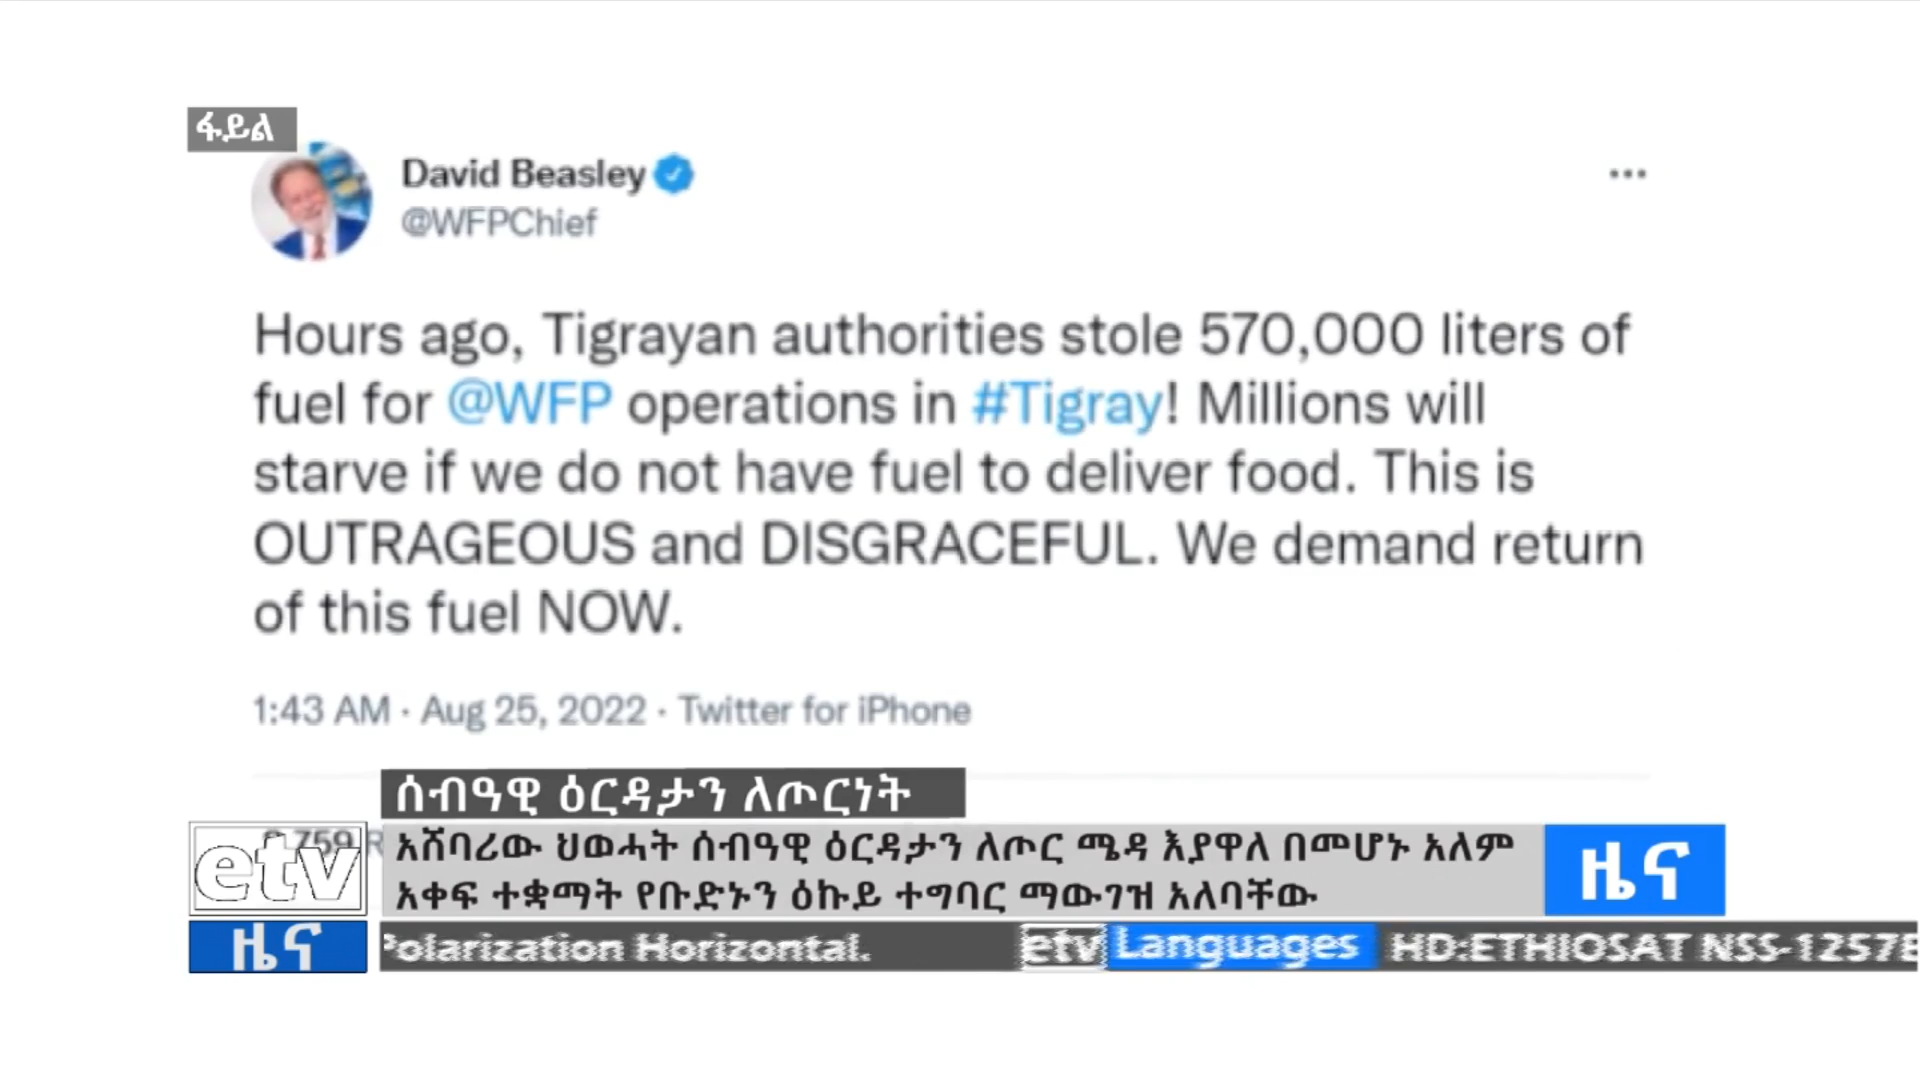 ፋይል
David Beasley
@WFPChief
Hours ago, Tigrayan authorities stole 570,000 liters of
fuel for @WFP operations in #Tigray! Millions will
starve if we do not have fuel to deliver food. This is
OUTRAGEOUS and DISGRACEFUL. We demand return
of this fuel NOW.
1:43 AM · Aug 25, 2022 · Twitter for iPhone
ሰብዓዊ ዕርዳታን ለጦርነት
etv
አሸባሪው ህወሓት ሰብዓዊ ዕርዳታን ለጦር ሜዳ እያዋለ በመሆኑ አለም
አቀፍ ተቋማት የቡድኑን ዕኩይ ተግባር ማውገዝ አለባቸው
ዜና
ዜና
Polarization Horizontal. etv Languages HD:ETHIOSAT NSS-1257E